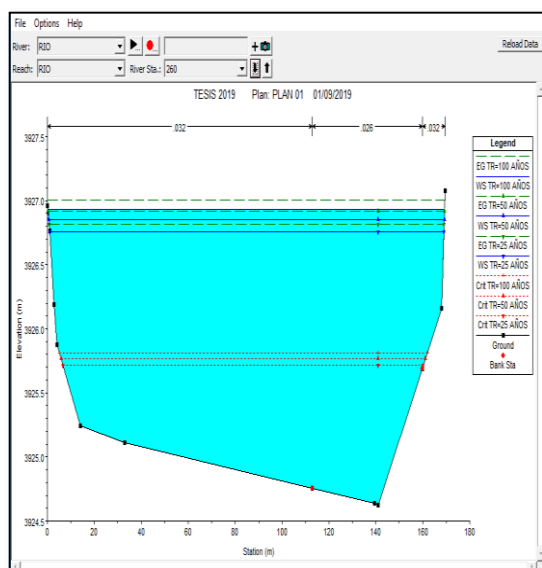 File Options Help
River: RIO
Reload Data
Reach: RIO River Sta.: 260
TESIS 2019 Plan: PLAN 01 01/09/2019
.032 .026 .032
Legend
EG TR=100 AÑOS
WS TR=100 AÑOS
EG TR=50 AÑOS
WS TR=50 AÑOS
EG TR=25 AÑOS
WS TR=25 AÑOS
Crit TR=100 AÑOS
Crit TR=50 AÑOS
Crit TR=25 AÑOS
Ground
Bank Sta
Elevation (m)
3927.5
3927.0
3926.5
3926.0
3925.5
3925.0
3924.5
0 20 40 60 80 100 120 140 160 180
Station (m)